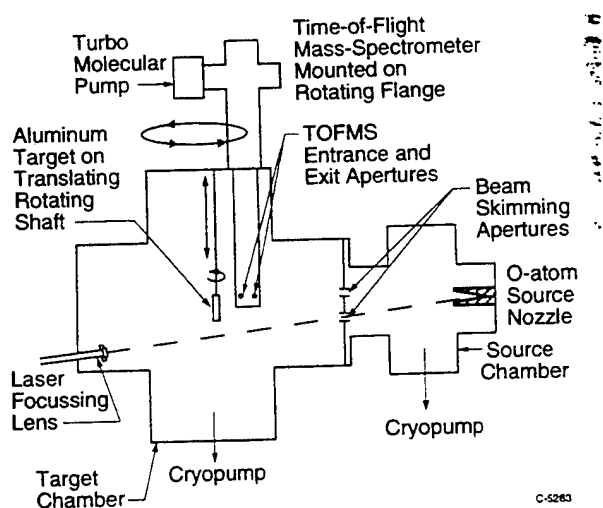 Turbo
Molecular
Pump
Time-of-Flight
Mass-Spectrometer
Mounted on
Rotating Flange
Aluminum
Target on
Translating
Rotating
Shaft
TOFMS
Entrance and
Exit Apertures
Beam
Skimming
Apertures
O-atom
Source
Nozzle
Laser
Focussing
Lens
Source
Chamber
Target
Chamber
Cryopump
Cryopump
C-5263